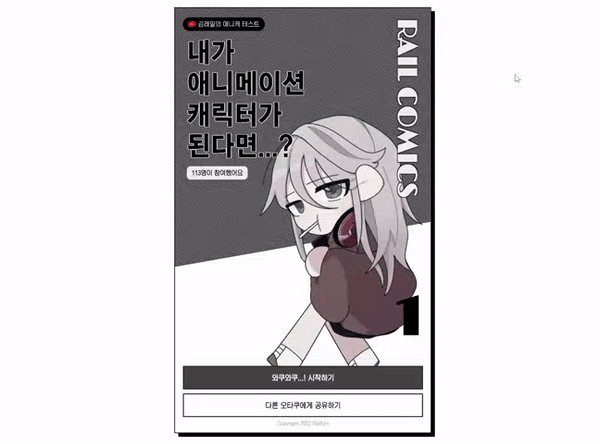 김래일의 애니케 테스트
내가
애니메이션
캐릭터가
된다면...?
113명이 참여했어요
RAIL COMICS
1
와쿠와쿠...! 시작하기
다른 오타쿠에게 공유하기
Copyright 2022 RailKim